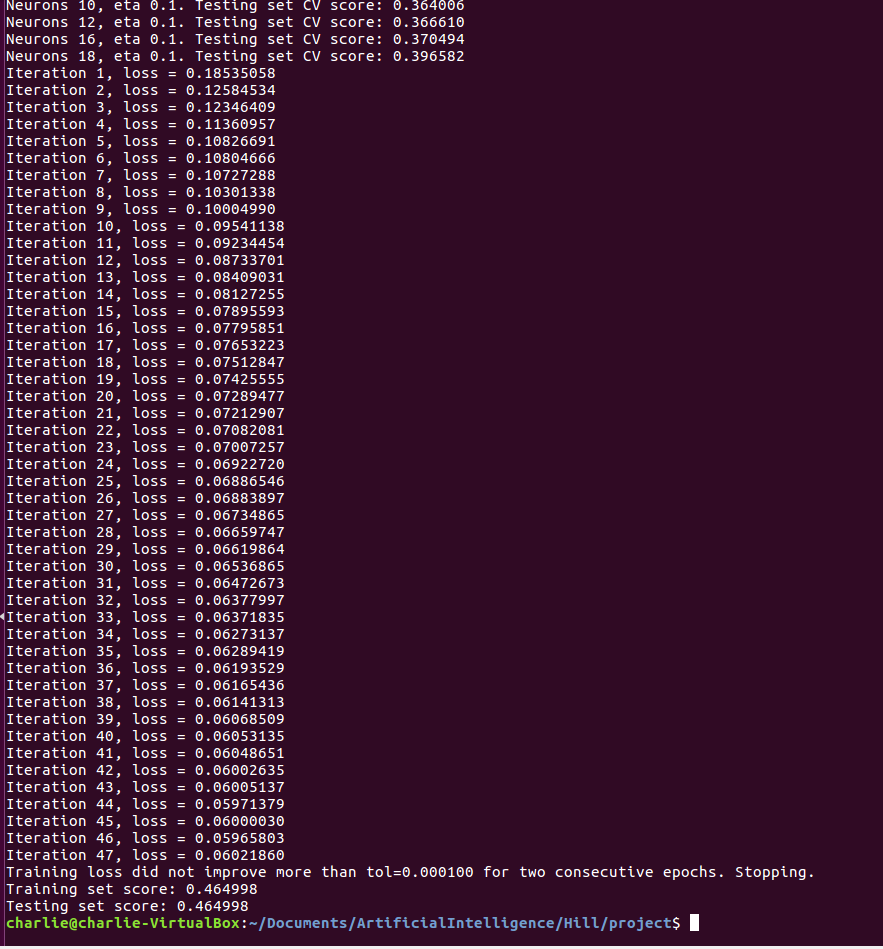 Neurons 10, eta 0.1. Testing set CV score: 0.364006
Neurons 12, eta 0.1. Testing set CV score: 0.366610
Neurons 16, eta 0.1. Testing set CV score: 0.370494
Neurons 18, eta 0.1. Testing set CV score: 0.396582
Iteration 1, loss = 0.18535058
Iteration 2, loss = 0.12584534
Iteration 3, loss = 0.12346409
Iteration 4, loss = 0.11360957
Iteration 5, loss = 0.10826691
Iteration 6, loss = 0.10804666
Iteration 7, loss = 0.10727288
Iteration 8, loss = 0.10301338
Iteration 9, loss = 0.10004990
Iteration 10, loss = 0.09541138
Iteration 11, loss = 0.09234454
Iteration 12, loss = 0.08733701
Iteration 13, loss = 0.08409031
Iteration 14, loss = 0.08127255
Iteration 15, loss = 0.07895593
Iteration 16, loss = 0.07795851
Iteration 17, loss = 0.07653223
Iteration 18, loss = 0.07512847
Iteration 19, loss = 0.07425555
Iteration 20, loss = 0.07289477
Iteration 21, loss = 0.07212907
Iteration 22, loss = 0.07082081
Iteration 23, loss = 0.07007257
Iteration 24, loss = 0.06922720
Iteration 25, loss = 0.06886546
Iteration 26, loss = 0.06883897
Iteration 27, loss = 0.06734865
Iteration 28, loss = 0.06659747
Iteration 29, loss = 0.06619864
Iteration 30, loss = 0.06536865
Iteration 31, loss = 0.06472673
Iteration 32, loss = 0.06377997
Iteration 33, loss = 0.06371835
Iteration 34, loss = 0.06273137
Iteration 35, loss = 0.06289419
Iteration 36, loss = 0.06193529
Iteration 37, loss = 0.06165436
Iteration 38, loss = 0.06141313
Iteration 39, loss = 0.06068509
Iteration 40, loss = 0.06053135
Iteration 41, loss = 0.06048651
Iteration 42, loss = 0.06002635
Iteration 43, loss = 0.06005137
Iteration 44, loss = 0.05971379
Iteration 45, loss = 0.06000030
Iteration 46, loss = 0.05965803
Iteration 47, loss = 0.06021860
Training loss did not improve more than tol=0.000100 for two consecutive epochs. Stopping.
Training set score: 0.464998
Testing set score: 0.464998
charlie@charlie-VirtualBox:~/Documents/ArtificialIntelligence/Hill/project$